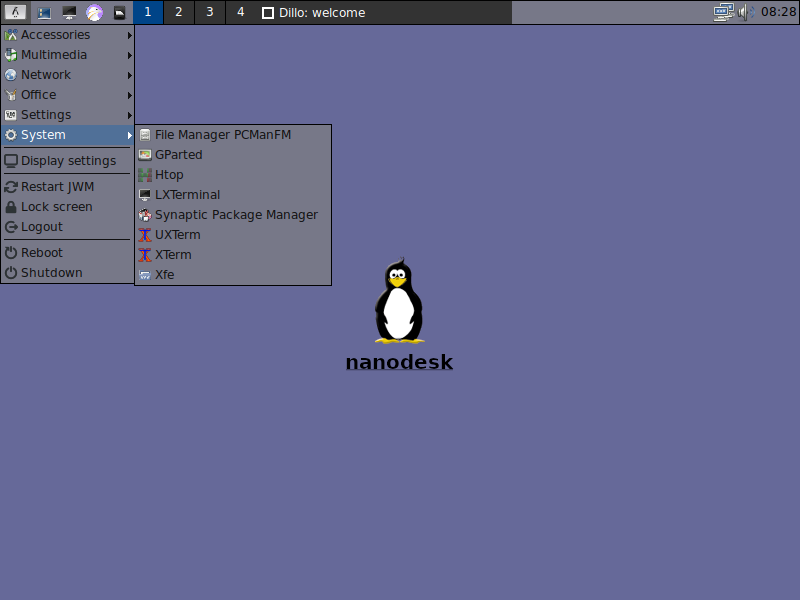 1 2 3 4 Dillo: welcome 08:28
Accessories
Multimedia
Network
Office
Settings
System
Display settings
Restart JWM
Lock screen
Logout
Reboot
Shutdown
File Manager PCManFM
GParted
Htop
LXTerminal
Synaptic Package Manager
UXTerm
XTerm
Xfe
nanodesk